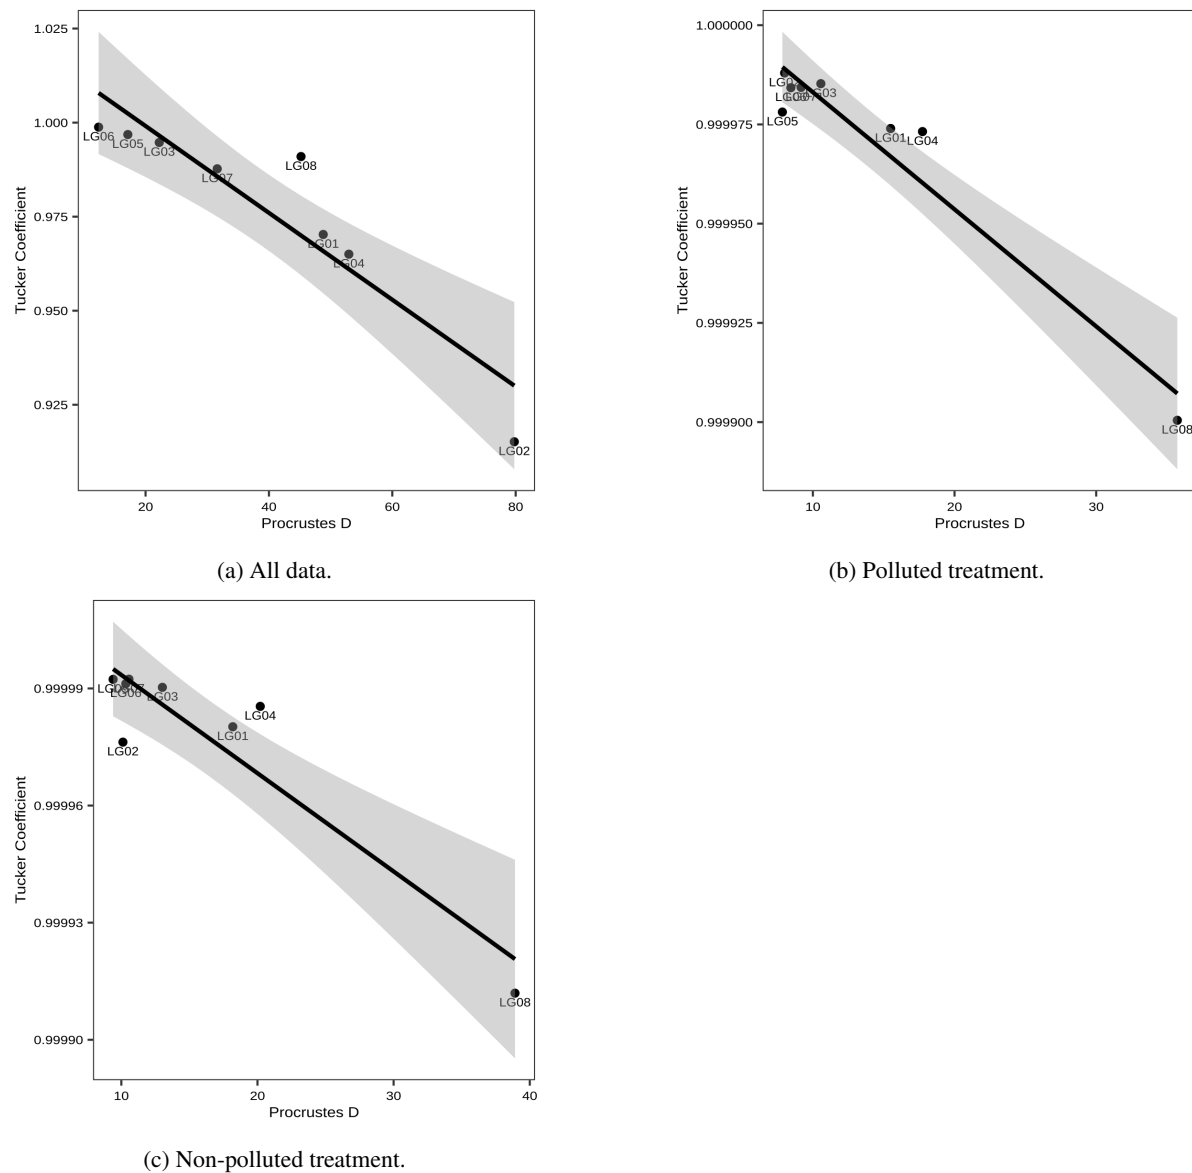 1.025
1.000
0.975
0.950
0.925
Tucker Coefficient
LG06
LG05
LG03
LG07
LG08
LG01
LG04
LG02
20
40
60
80
Procrustes D
(a) All data.
1.000000
0.999975
0.999950
0.999925
0.999900
Tucker Coefficient
LG05
LG03
LG01
LG04
LG08
10
20
30
Procrustes D
(b) Polluted treatment.
0.99999
0.99996
0.99993
0.99990
Tucker Coefficient
LG06
LG03
LG02
LG01
LG04
LG08
10
20
30
40
Procrustes D
(c) Non-polluted treatment.